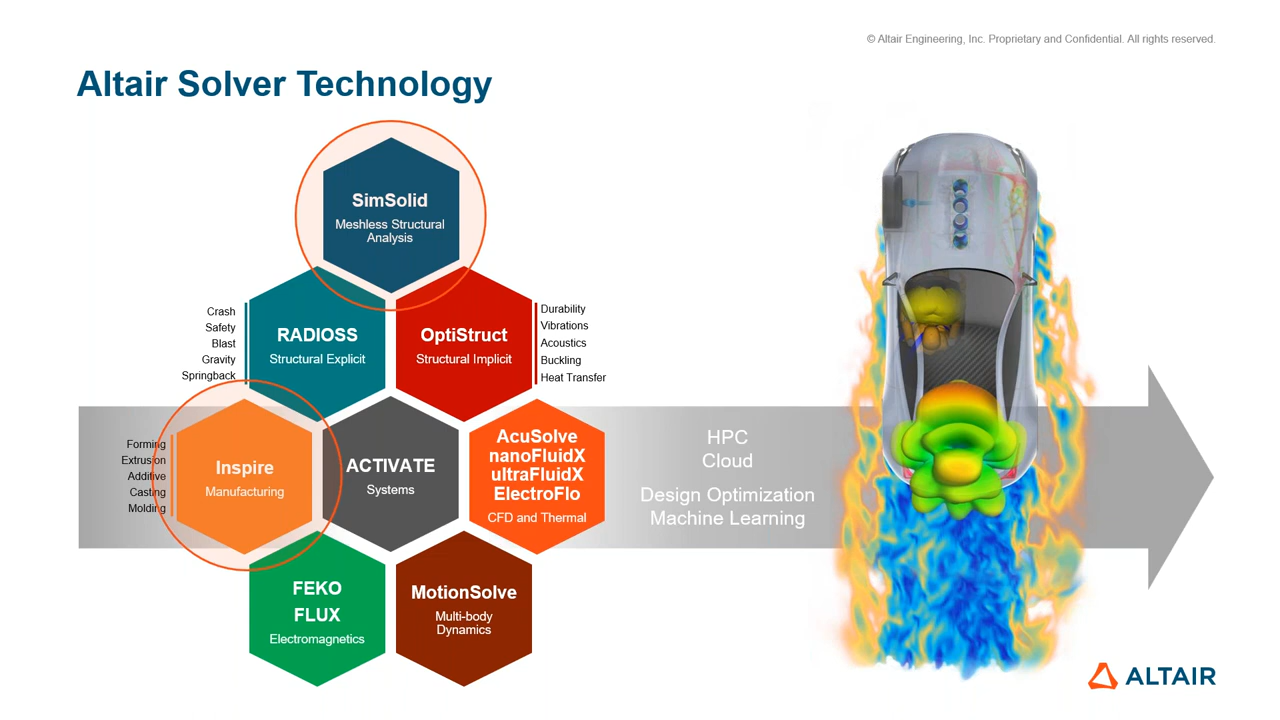 © Altair Engineering, Inc. Proprietary and Confidential. All rights reserved.
Altair Solver Technology
SimSolid
Meshless Structural
Analysis
Crash
Safety
Blast
Gravity
Springback
RADIOSS
Structural Explicit
OptiStruct
Structural Implicit
Durability
Vibrations
Acoustics
Buckling
Heat Transfer
Forming
Extrusion
Additive
Casting
Molding
Inspire
Manufacturing
ACTIVATE
Systems
AcuSolve
nanoFluidX
ultraFluidX
ElectroFlo
CFD and Thermal
HPC
Cloud
Design Optimization
Machine Learning
FEKO
FLUX
Electromagnetics
MotionSolve
Multi-body
Dynamics
ALTAIR